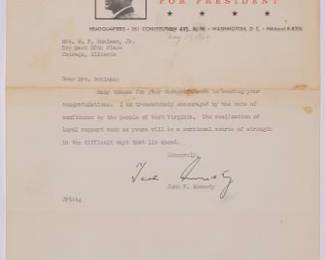 FOR PRESIDENT
HEADQUARTERS • 261 CONSTITUTION AVE. NW • WASHINGTON, D. C. •
Mrs. W. F. Jr.
East Place
Chicago, Illinois
Dear Mrs.
Many thanks for your in sending your
congratulations. I am tremendously encouraged by the vote of
confidence by the people of West Virginia. The realization of
loyal support such as yours will be a continual source of strength
in the difficult days that lie ahead.
Sincerely,
John F. Kennedy